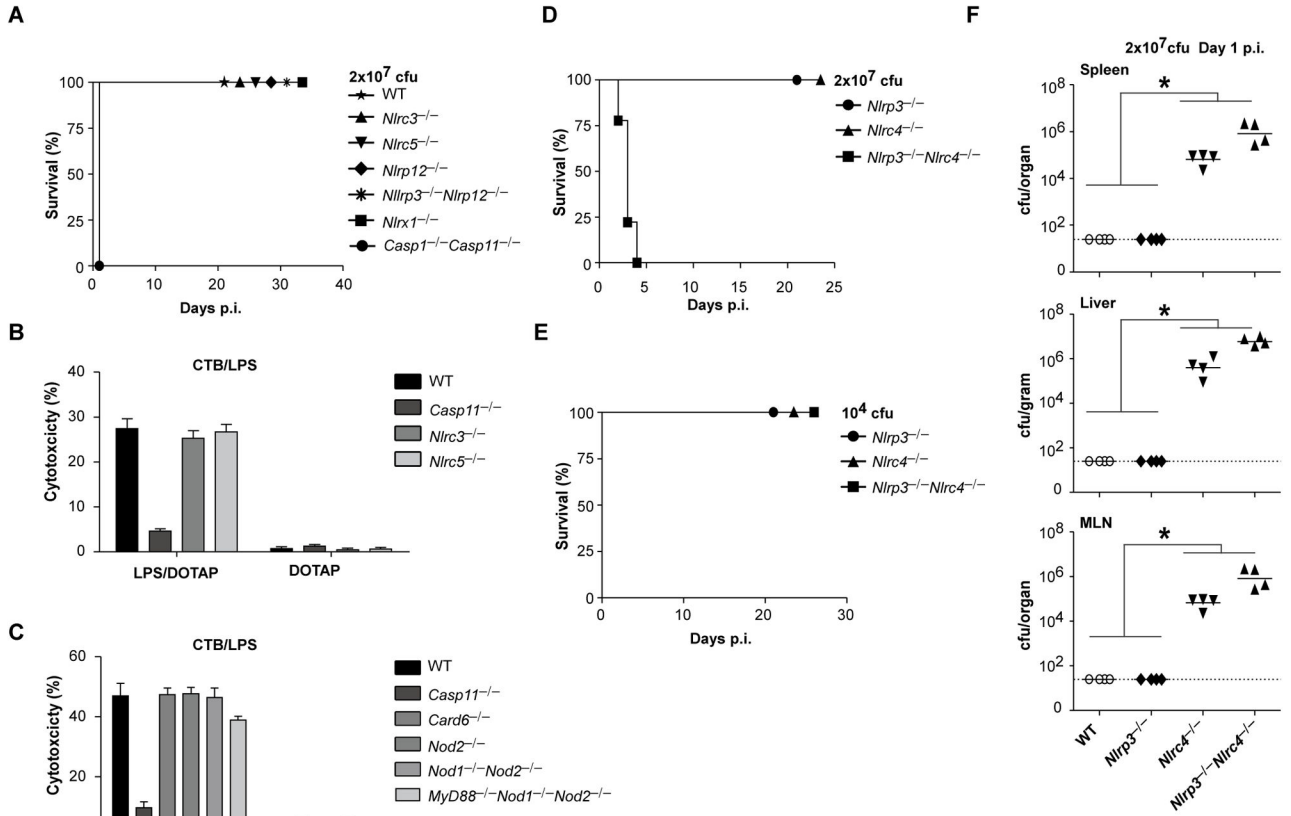 A
2x10⁷ cfu
WT
Nlrc3–/–
Nlrc5–/–
Nlrp12–/–
Nllrp3–/–Nlrp12–/–
Nlrx1–/–
Casp1–/–Casp11–/–
Survival (%)
100
75
50
25
0
0 10 20 30 40
Days p.i.
B
CTB/LPS
Cytotoxcicty (%)
40
30
20
10
0
LPS/DOTAP DOTAP
WT
Casp11–/–
Nlrc3–/–
Nlrc5–/–
C
CTB/LPS
Cytotoxcicty (%)
60
40
20
WT
Casp11–/–
Card6–/–
Nod2–/–
Nod1–/–Nod2–/–
MyD88–/–Nod1–/–Nod2–/–
D
2x10⁷ cfu
Nlrp3–/–
Nlrc4–/–
Nlrp3–/–Nlrc4–/–
Survival (%)
100
75
50
25
0
0 5 10 15 20 25
Days p.i.
E
10⁴ cfu
Nlrp3–/–
Nlrc4–/–
Nlrp3–/–Nlrc4–/–
Survival (%)
100
75
50
25
0
0 10 20 30
Days p.i.
F
2x10⁷cfu Day 1 p.i.
Spleen
*
cfu/organ
10⁸
10⁶
10⁴
10²
0
Liver
*
cfu/gram
10⁸
10⁶
10⁴
10²
0
MLN
*
cfu/organ
10⁸
10⁶
10⁴
10²
0
WT
Nlrp3–/–
Nlrc4–/–
Nlrp3–/–Nlrc4–/–